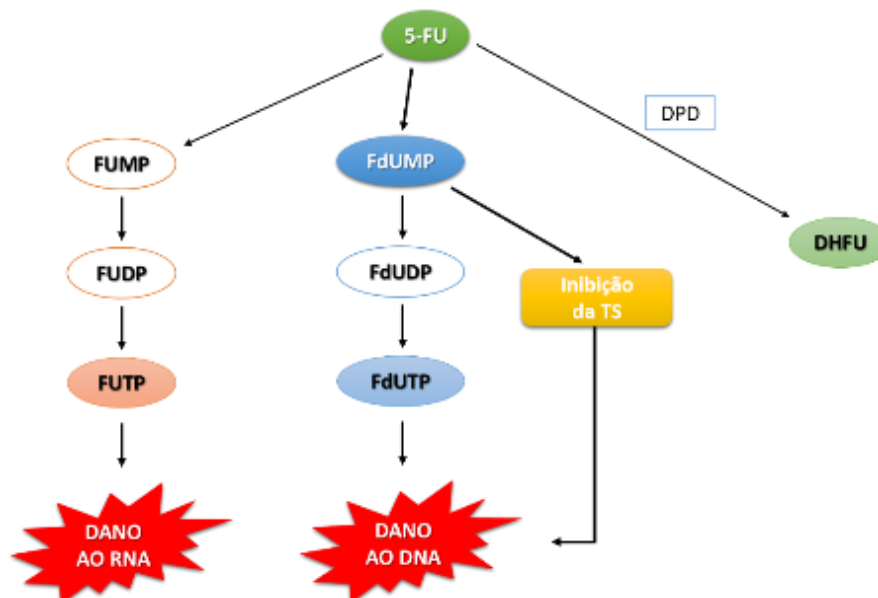 5-FU
DPD
FUMP
FdUMP
DHFU
FUDP
FdUDP
Inibição
da TS
FUTP
FdUTP
DANO
AO RNA
DANO
AO DNA